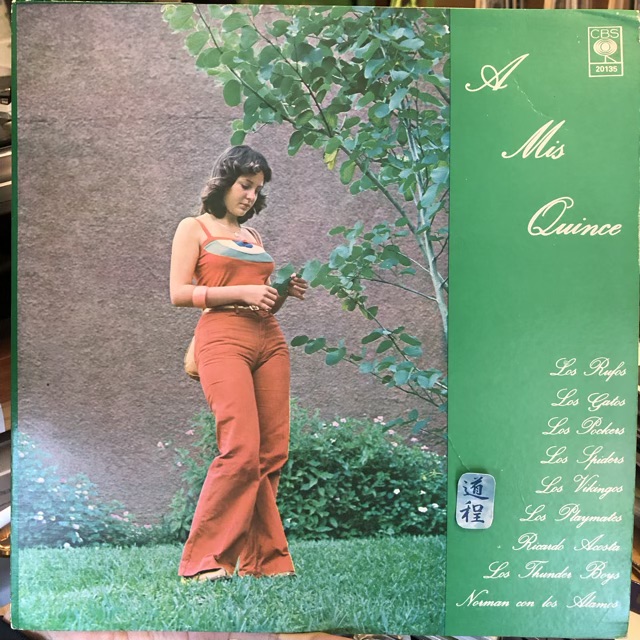 CBS
20135
A
Mis
Quince
Los Rufos
Los Gatos
Los Pockers
Los Spiders
Los Vikingos
Los Playmates
Ricardo Acosta
Los Thunder Boys
Norman con los Alamos
道
程